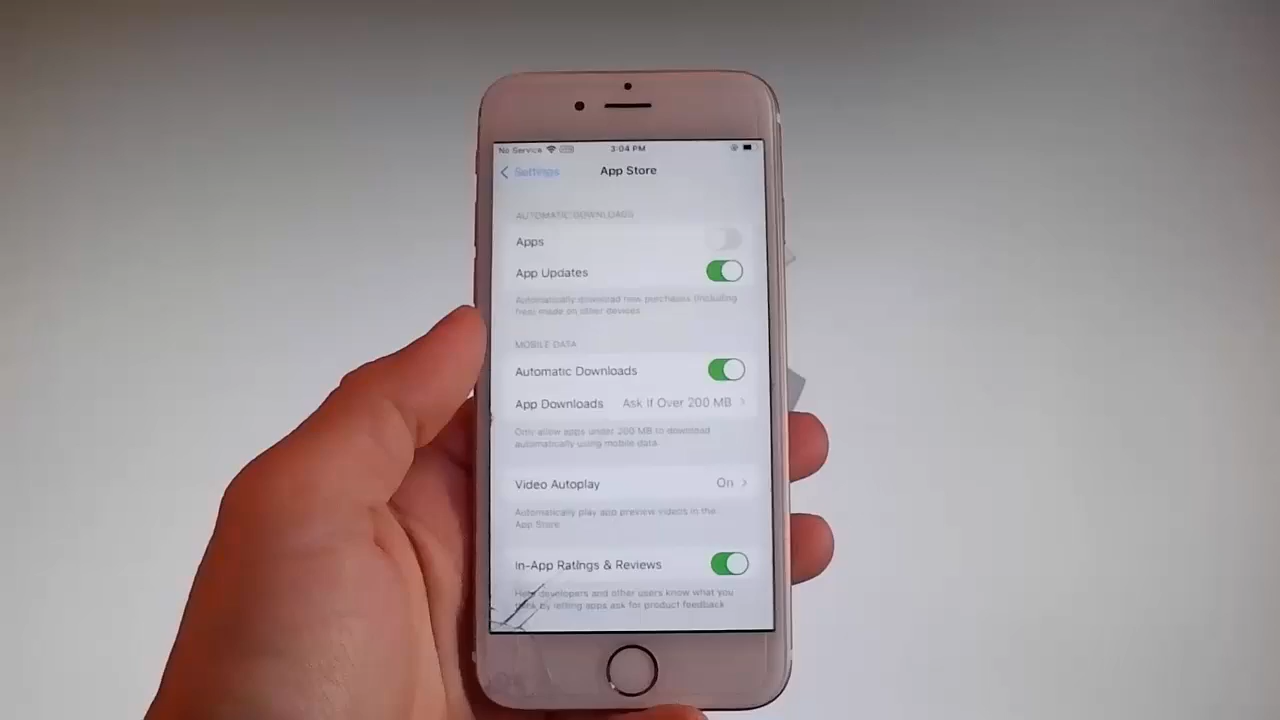 No Service
3:04 PM
Settings
App Store
AUTOMATIC DOWNLOADS
Apps
App Updates
Automatically download new purchases (including
free) made on other devices
MOBILE DATA
Automatic Downloads
App Downloads Ask If Over 200 MB
Only allow apps under 200 MB to download
automatically using mobile data.
Video Autoplay On
Automatically play app preview videos in the
App Store
In-App Ratings & Reviews
Help developers and other users know what you
think by letting apps ask for product feedback